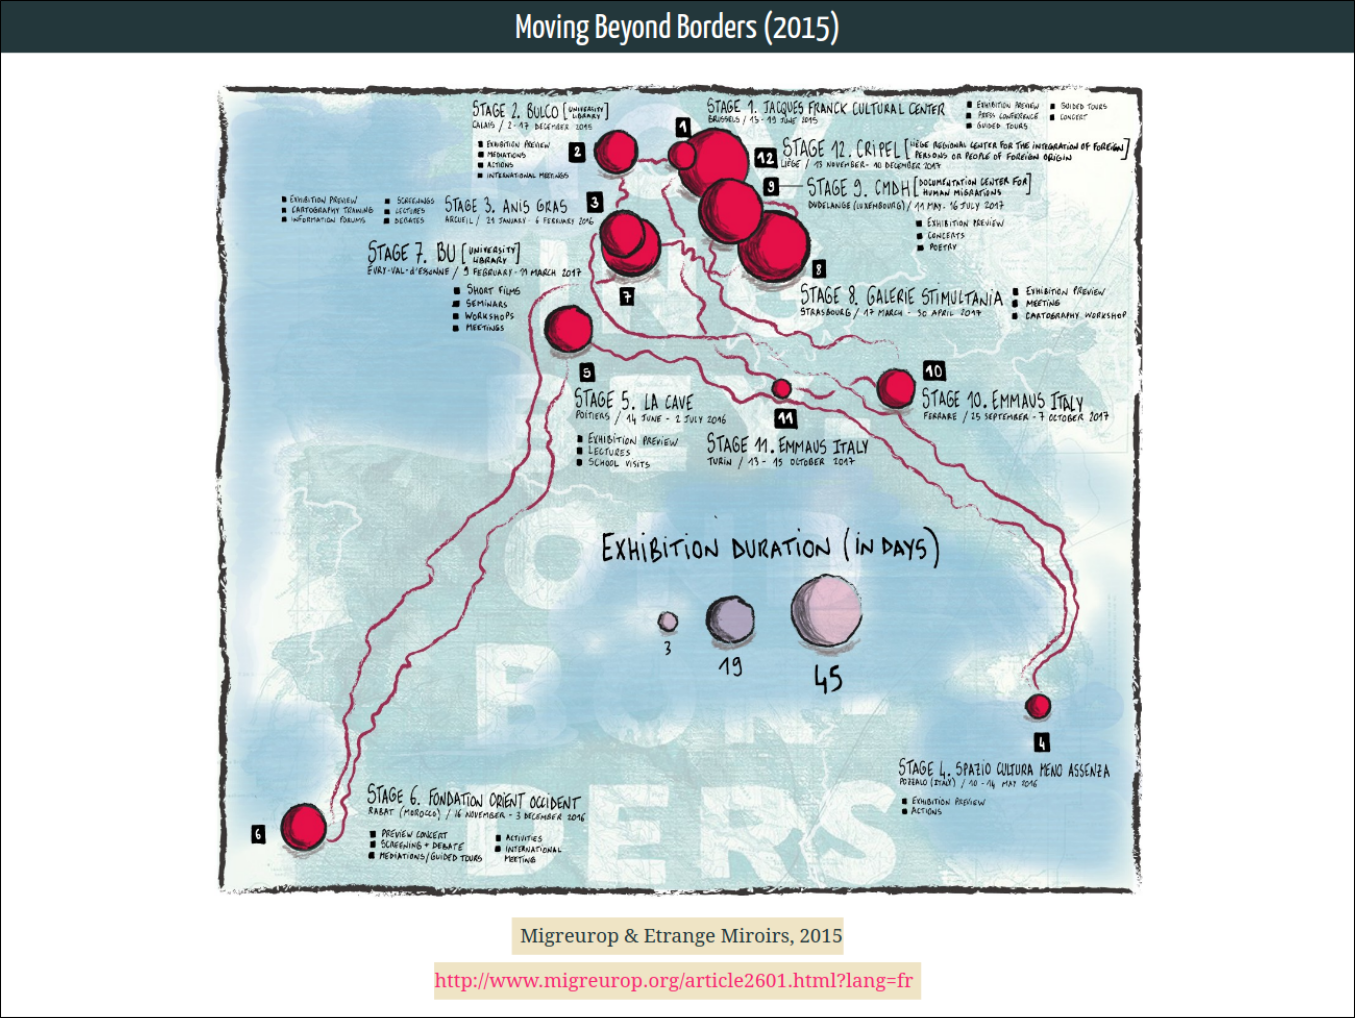 Moving Beyond Borders (2015)
STAGE 2. BULCO [UNIVERSITY LIBRARY]
CALAIS / 2 - 17 DECEMBER 2015
EXHIBITION PREVIEW
MEDIATIONS
ACTIONS
INTERNATIONAL MEETINGS
2
1
STAGE 1. JACQUES FRANCK CULTURAL CENTER
BRUSSELS / 15 - 19 JUNE 2015
EXHIBITION PREVIEW
PRESS CONFERENCE
GUIDED TOURS
GUIDED TOURS
CONCERT
12
STAGE 12. CRIPEL [LIEGE REGIONAL CENTER FOR THE INTEGRATION OF FOREIGN PERSONS OR PEOPLE OF FOREIGN ORIGIN]
LIÈGE / 13 NOVEMBER - 10 DECEMBER 2017
9
STAGE 9. CMDH [DOCUMENTATION CENTER FOR HUMAN MIGRATIONS]
DUDELANGE (LUXEMBOURG) / 11 MAY - 16 JULY 2017
EXHIBITION PREVIEW
CONCERTS
POETRY
EXHIBITION PREVIEW
CARTOGRAPHY TRAINING
INFORMATION FORUMS
SCREENINGS
LECTURES
DEBATES
STAGE 3. ANIS GRAS
ARCUEIL / 21 JANUARY - 6 FEBRUARY 2016
3
STAGE 7. BU [UNIVERSITY LIBRARY]
EVRY-VAL-d'ESSONNE / 9 FEBRUARY - 11 MARCH 2017
SHORT FILMS
SEMINARS
WORKSHOPS
MEETINGS
7
8
STAGE 8. GALERIE STIMULTANIA
STRASBOURG / 17 MARCH - 30 APRIL 2017
EXHIBITION PREVIEW
MEETING
CARTOGRAPHY WORKSHOP
5
STAGE 5. LA CAVE
POITIERS / 14 JUNE - 2 JULY 2016
EXHIBITION PREVIEW
LECTURES
SCHOOL VISITS
11
STAGE 11. EMMAUS ITALY
TURIN / 13 - 15 OCTOBER 2017
10
STAGE 10. EMMAUS ITALY
FERRARE / 25 SEPTEMBER - 7 OCTOBER 2017
EXHIBITION DURATION (IN DAYS)
3
19
45
4
STAGE 4. SPAZIO CULTURA MENO ASSENZA
POZZALO (ITALY) / 10 - 14 MAY 2016
EXHIBITION PREVIEW
ACTIONS
6
STAGE 6. FONDATION ORIENT OCCIDENT
RABAT (MOROCCO) / 16 NOVEMBER - 3 DECEMBER 2016
PREVIEW CONCERT
SCREENING + DEBATE
MEDIATIONS/GUIDED TOURS
ACTIVITIES
INTERNATIONAL
MEETING
BEY-
OND
BOR-
DERS
Migreurop & Etrange Miroirs, 2015
http://www.migreurop.org/article2601.html?lang=fr